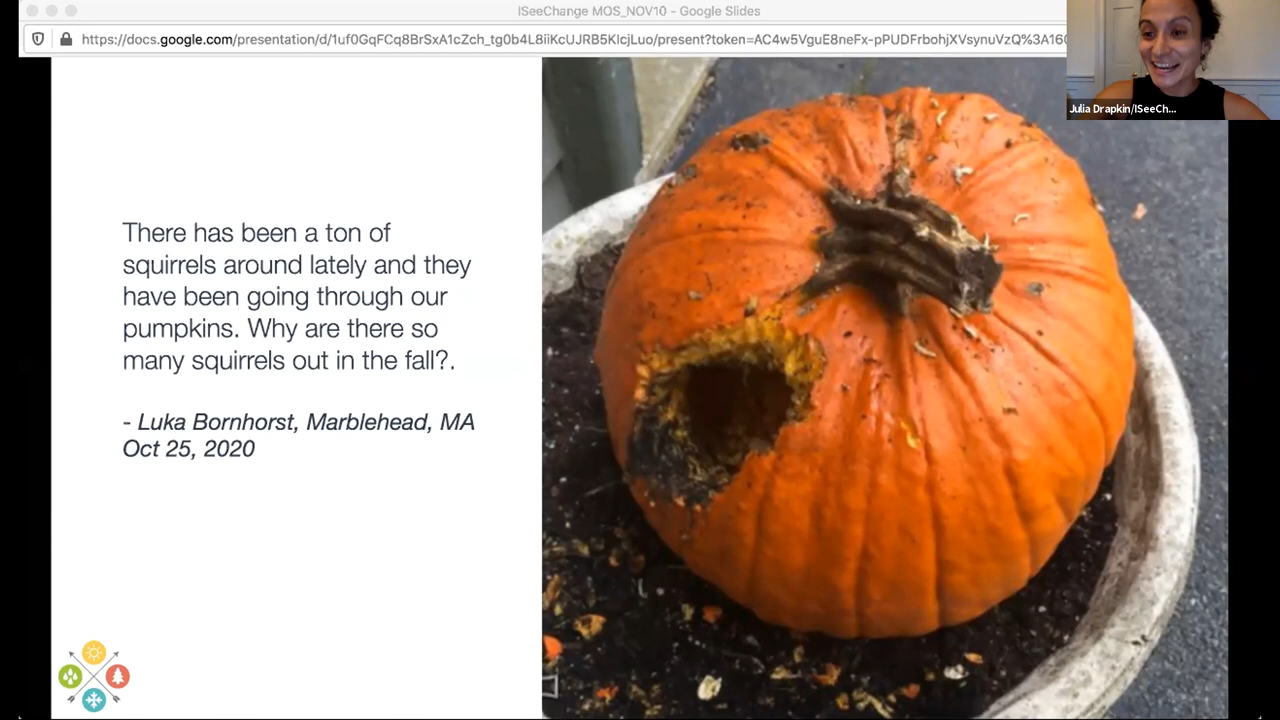 ISeeChange MOS_NOV10 - Google Slides
https://docs.google.com/presentation/d/1uf0GqFCq8BrSxA1cZch_tg0b4L8iiKcUJRB5KlcjLuo/present?token=AC4w5VguE8neFx-pPUDFrbohjXVsynuVzQ%3A160
Julia Drapkin/ISeeCh...
There has been a ton of
squirrels around lately and they
have been going through our
pumpkins. Why are there so
many squirrels out in the fall?.
- Luka Bornhorst, Marblehead, MA
Oct 25, 2020